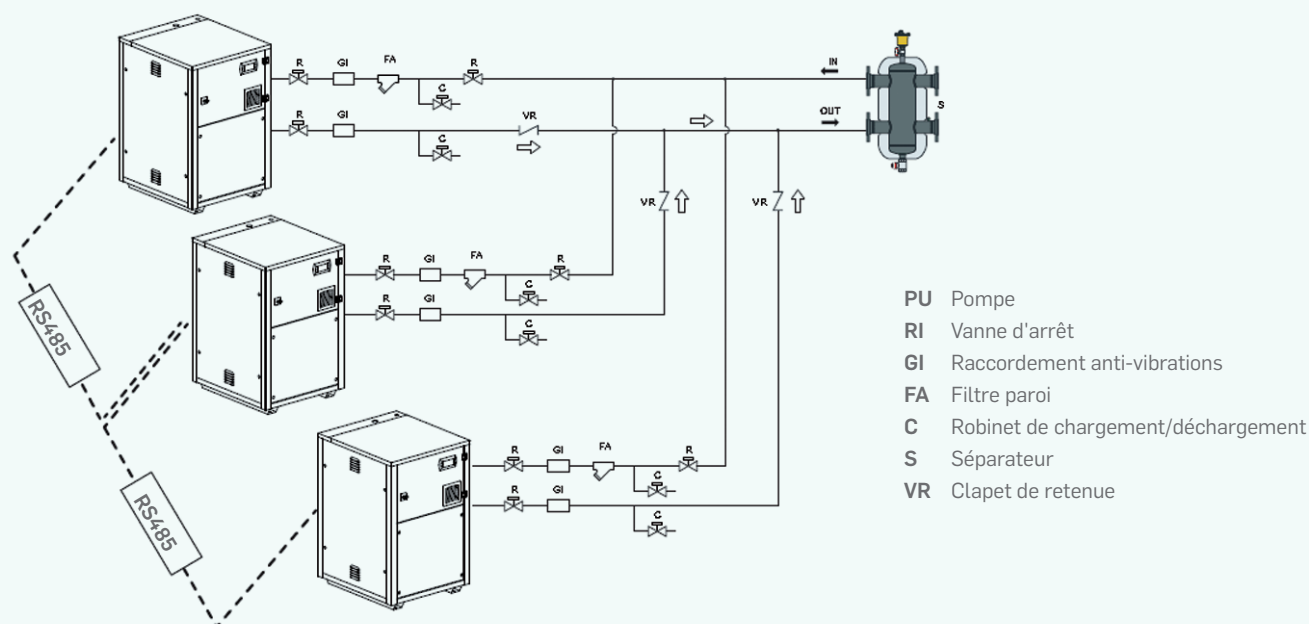 R GI FA R IN
C
S
R GI VR OUT
C
VR VR
R GI FA R
C
R GI
C
RS485
R GI FA R
C
R GI C
RS485
PU Pompe
RI Vanne d'arrêt
GI Raccordement anti-vibrations
FA Filtre paroi
C Robinet de chargement/déchargement
S Séparateur
VR Clapet de retenue